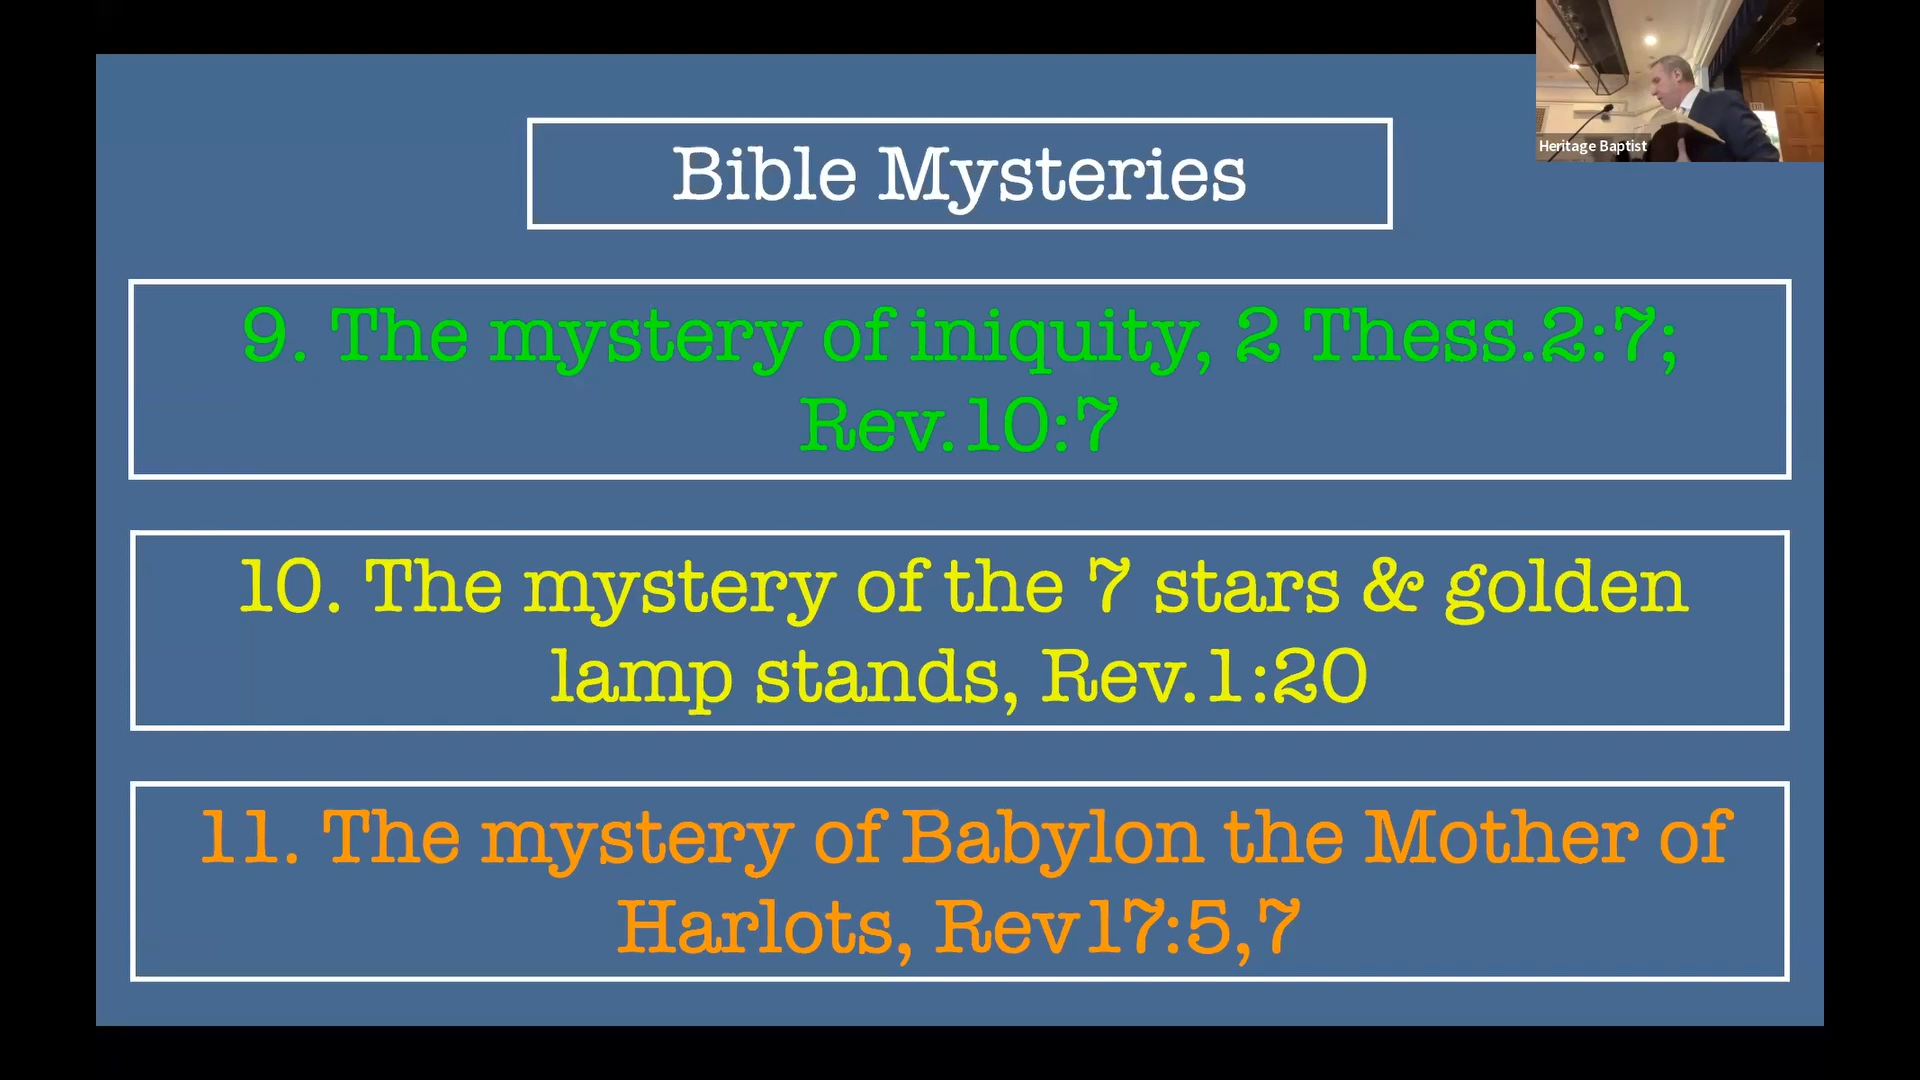 Heritage Baptist
Bible Mysteries
9. The mystery of iniquity, 2 Thess.2:7;
Rev.10:7
10. The mystery of the 7 stars & golden
lamp stands, Rev.1:20
11. The mystery of Babylon the Mother of
Harlots, Rev17:5,7